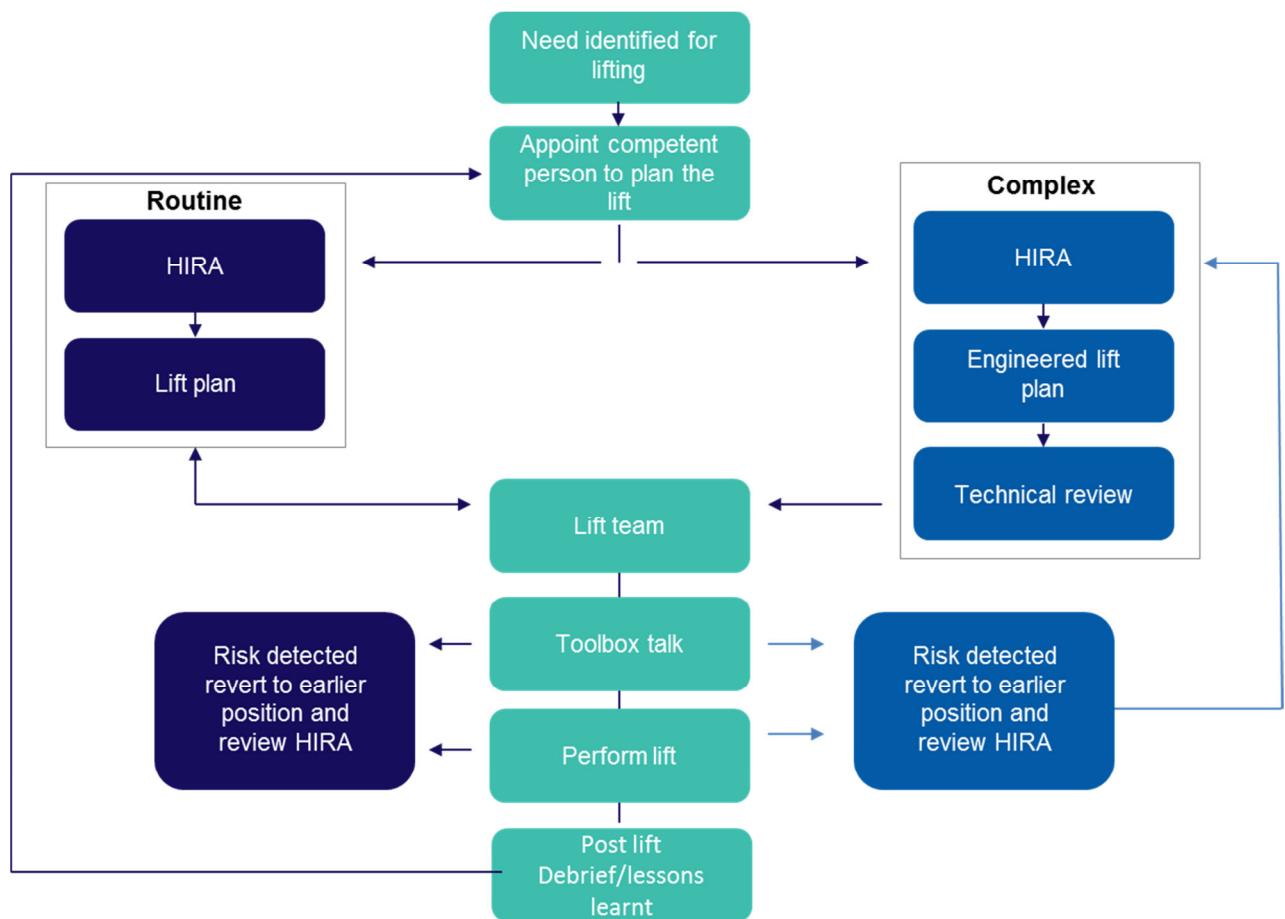 Need identified for
lifting
Appoint competent
person to plan the
lift
Routine
HIRA
Lift plan
Complex
HIRA
Engineered lift
plan
Technical review
Lift team
Toolbox talk
Risk detected
revert to earlier
position and
review HIRA
Risk detected
revert to earlier
position and
review HIRA
Perform lift
Post lift
Debrief/lessons
learnt